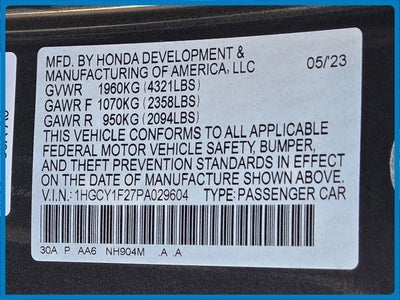 MFD. BY HONDA DEVELOPMENT &
MANUFACTURING OF AMERICA, LLC 05/'23
GVWR 1960KG (4321LBS)
GAWR F 1070KG (2358LBS)
GAWR R 950KG (2094LBS)
THIS VEHICLE CONFORMS TO ALL APPLICABLE
FEDERAL MOTOR VEHICLE SAFETY, BUMPER,
AND THEFT PREVENTION STANDARDS IN EFFECT
ON THE DATE OF MANUFACTURE SHOWN ABOVE.
V.I.N.: 1HGCY1F27PA029604 TYPE: PASSENGER CAR
30A P AA6 NH904M .A .A